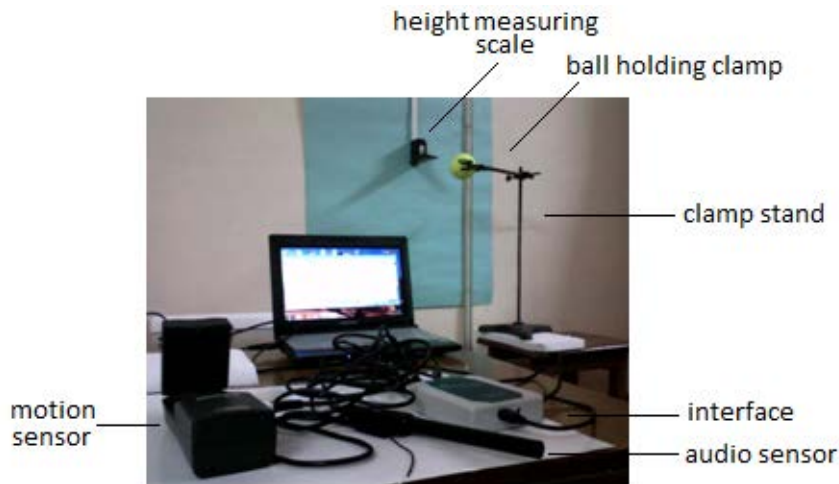 height measuring
scale
ball holding clamp
clamp stand
motion
sensor
interface
audio sensor